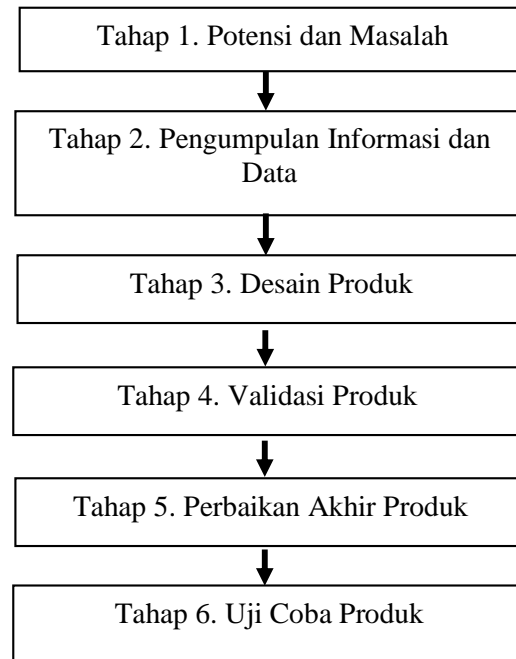 Tahap 1. Potensi dan Masalah
Tahap 2. Pengumpulan Informasi dan
Data
Tahap 3. Desain Produk
Tahap 4. Validasi Produk
Tahap 5. Perbaikan Akhir Produk
Tahap 6. Uji Coba Produk